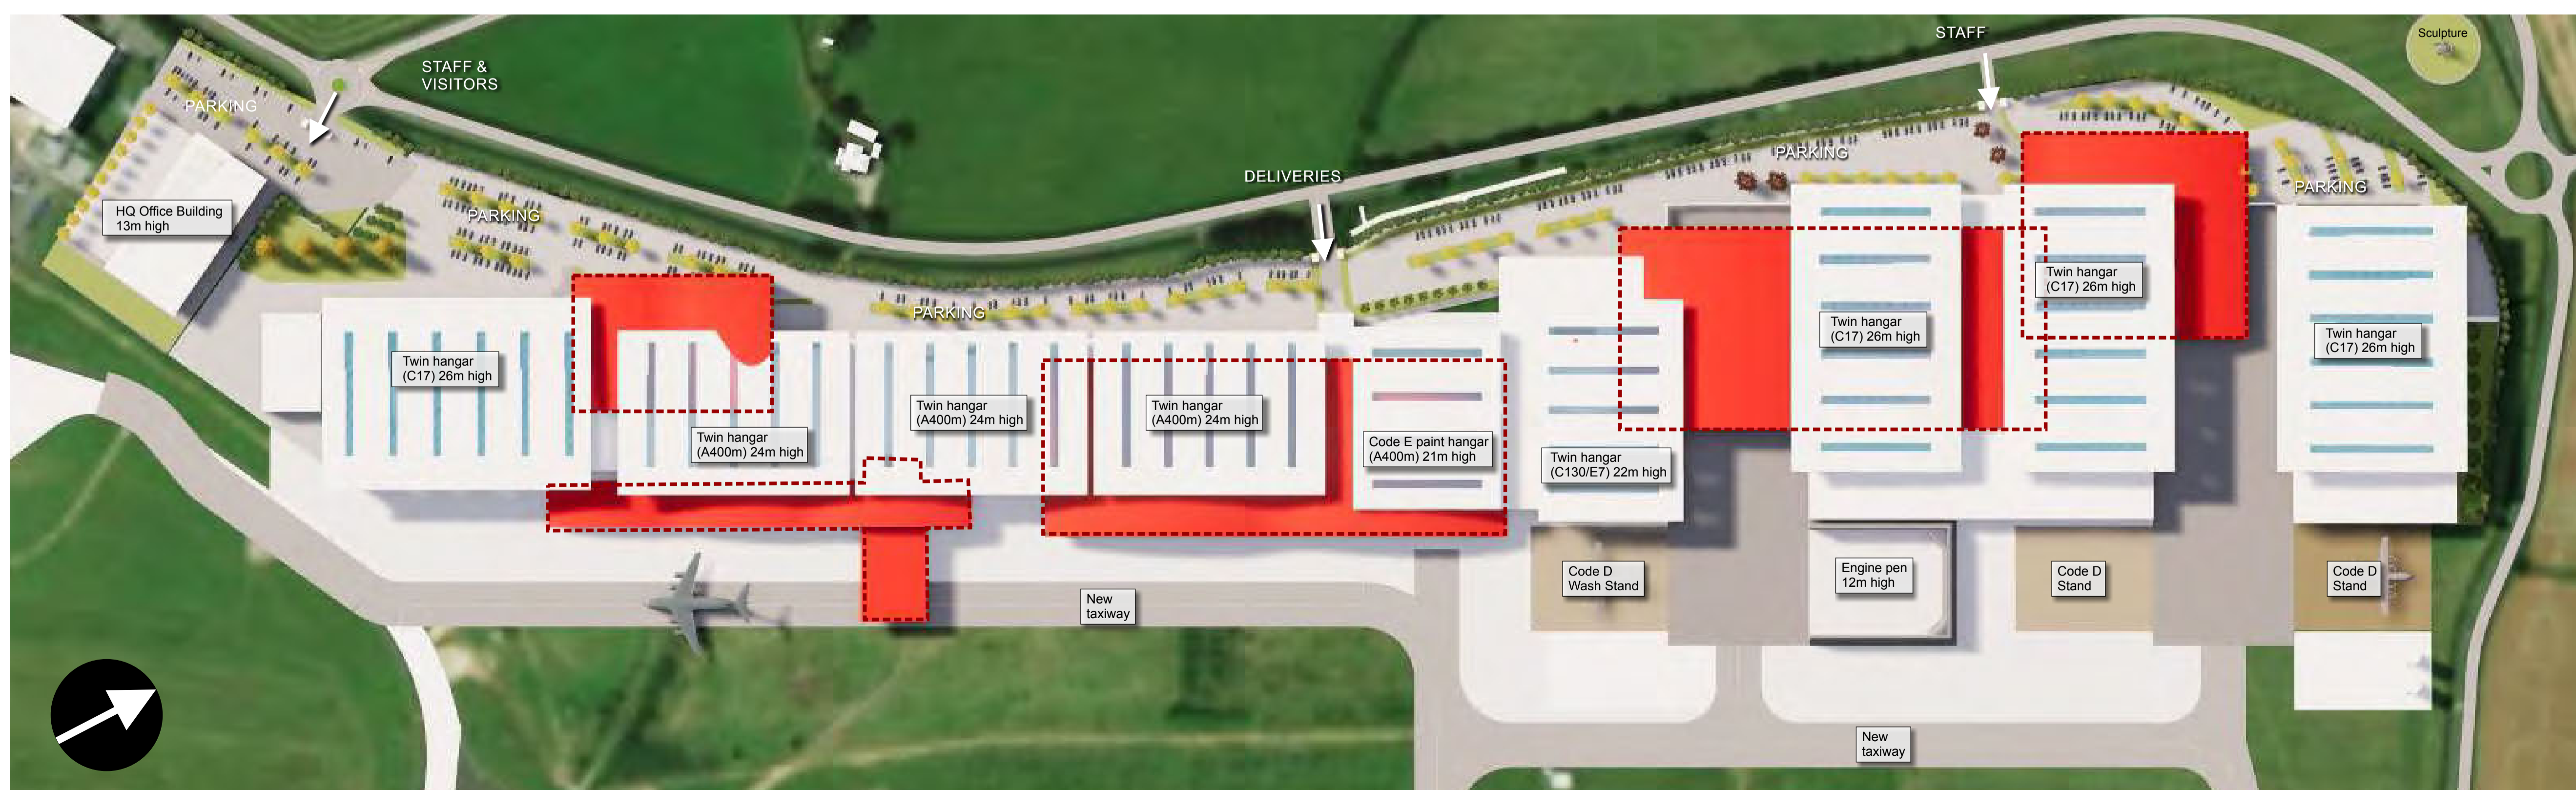 STAFF
Sculpture
STAFF &
VISITORS
PARKING
PARKING
DELIVERIES
PARKING
HQ Office Building
13m high
PARKING
PARKING
Twin hangar
(C17) 26m high
Twin hangar
(A400m) 24m high
Twin hangar
(A400m) 24m high
Twin hangar
(A400m) 24m high
Code E paint hangar
(A400m) 21m high
Twin hangar
(C130/E7) 22m high
Twin hangar
(C17) 26m high
Twin hangar
(C17) 26m high
Twin hangar
(C17) 26m high
Code D
Wash Stand
Engine pen
12m high
Code D
Stand
Code D
Stand
New
taxiway
New
taxiway